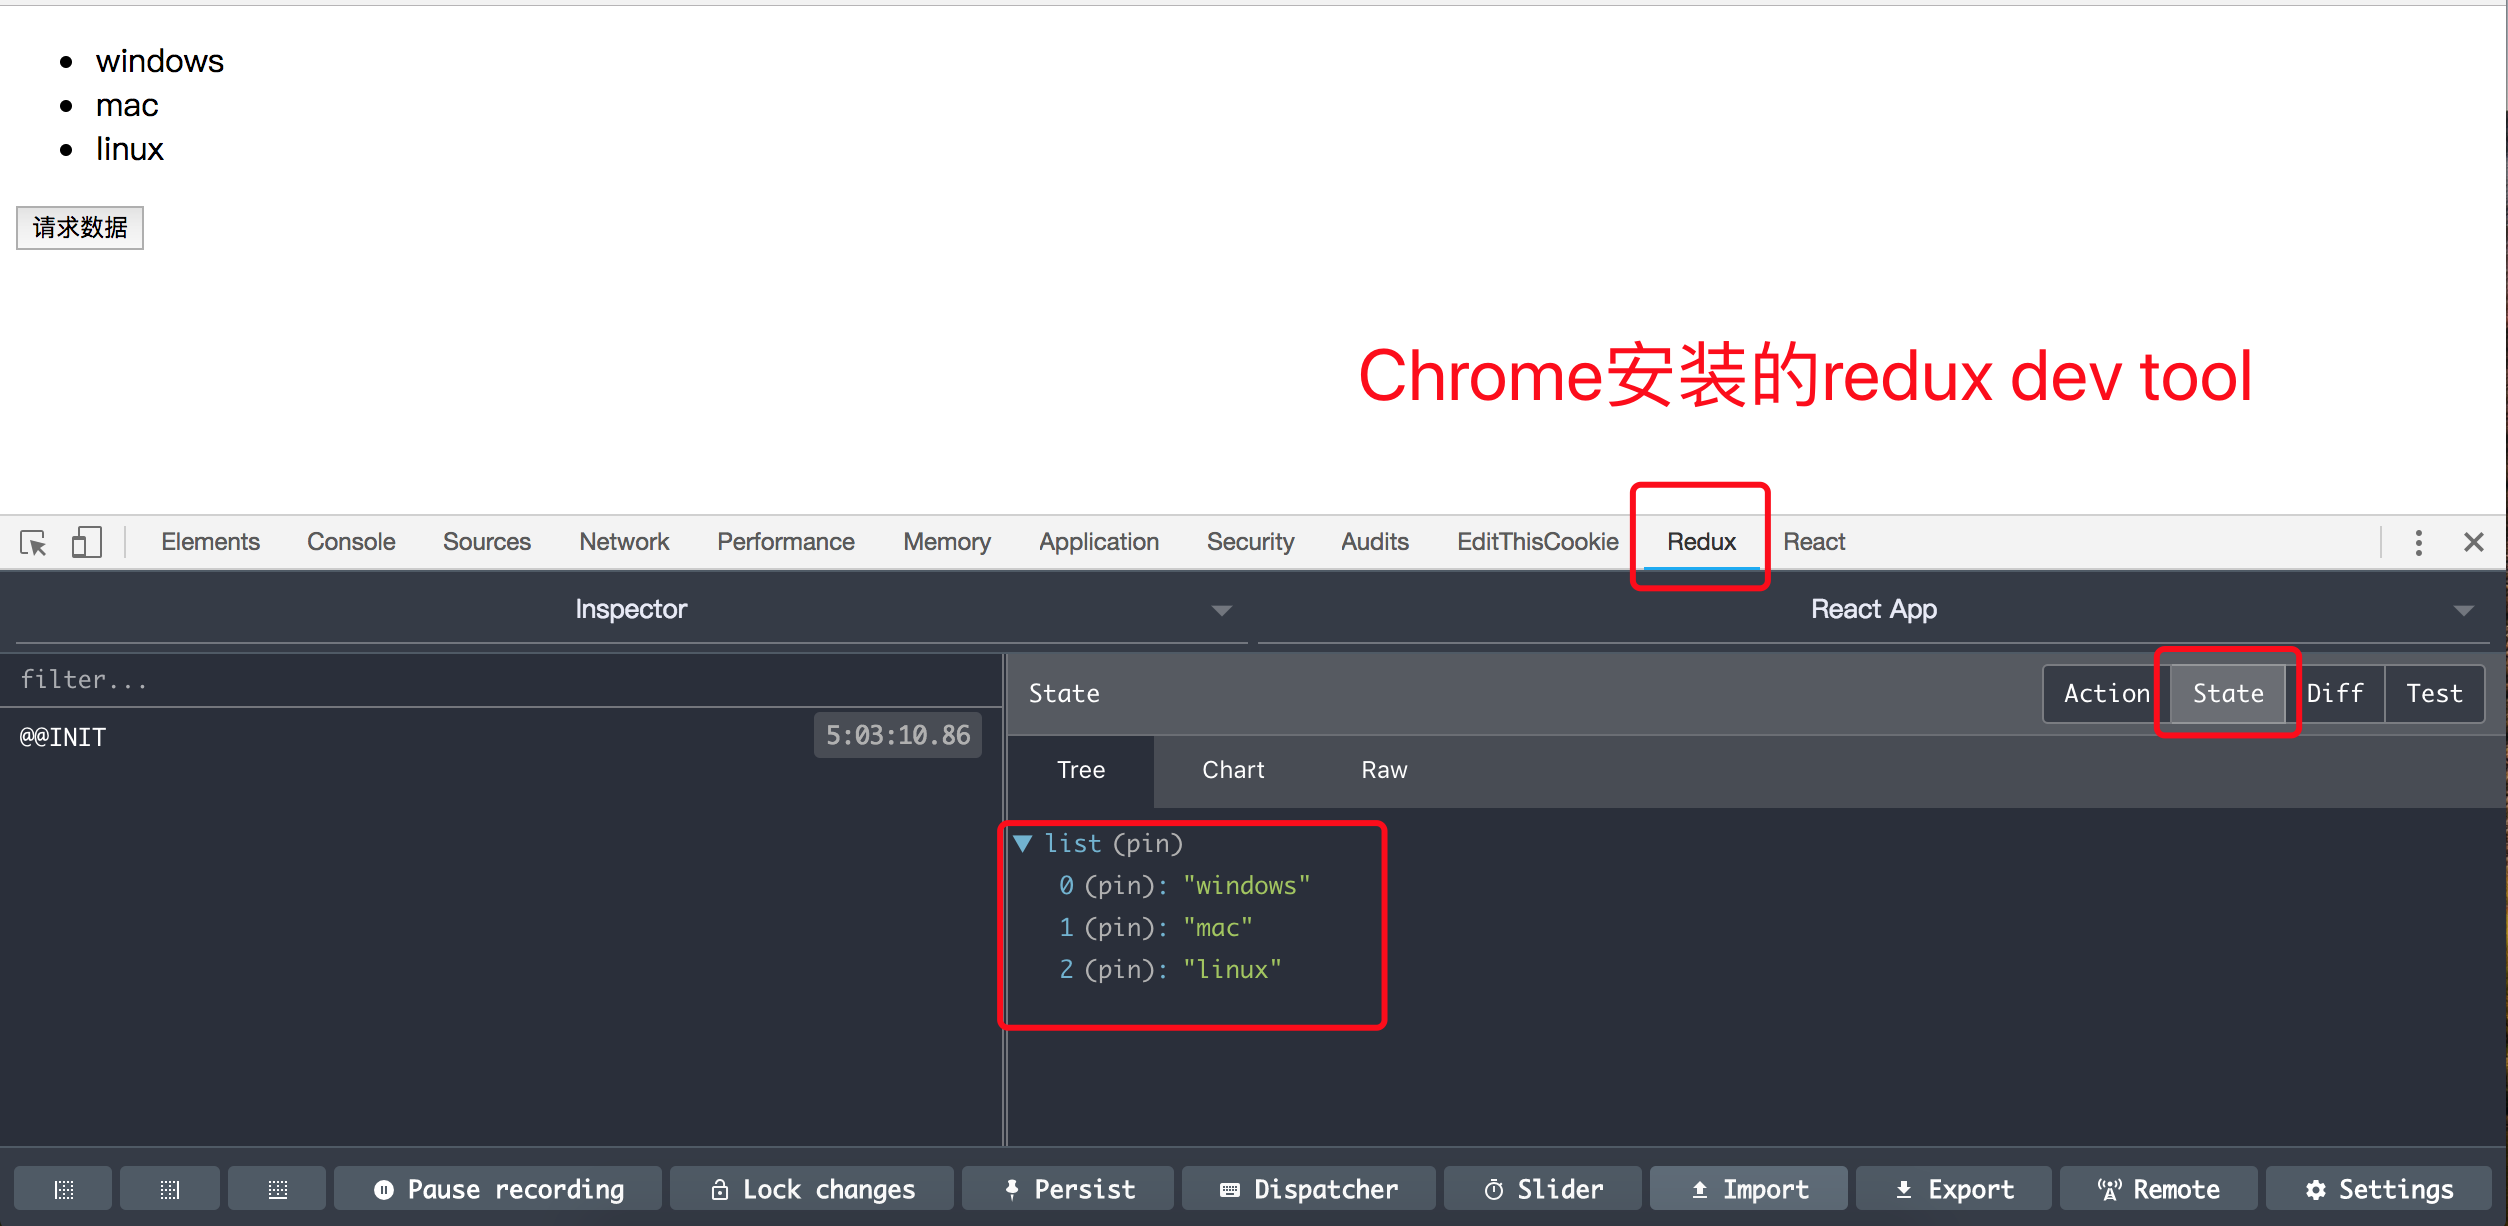 windows
mac
linux
请求数据
Chrome安装的redux dev tool
Elements Console Sources Network Performance Memory Application Security Audits EditThisCookie Redux React
Inspector React App
filter...
@@INIT 5:03:10.86
State Action State Diff Test
Tree Chart Raw
list (pin)
0 (pin): "windows"
1 (pin): "mac"
2 (pin): "linux"
Pause recording Lock changes Persist Dispatcher Slider Import Export Remote Settings